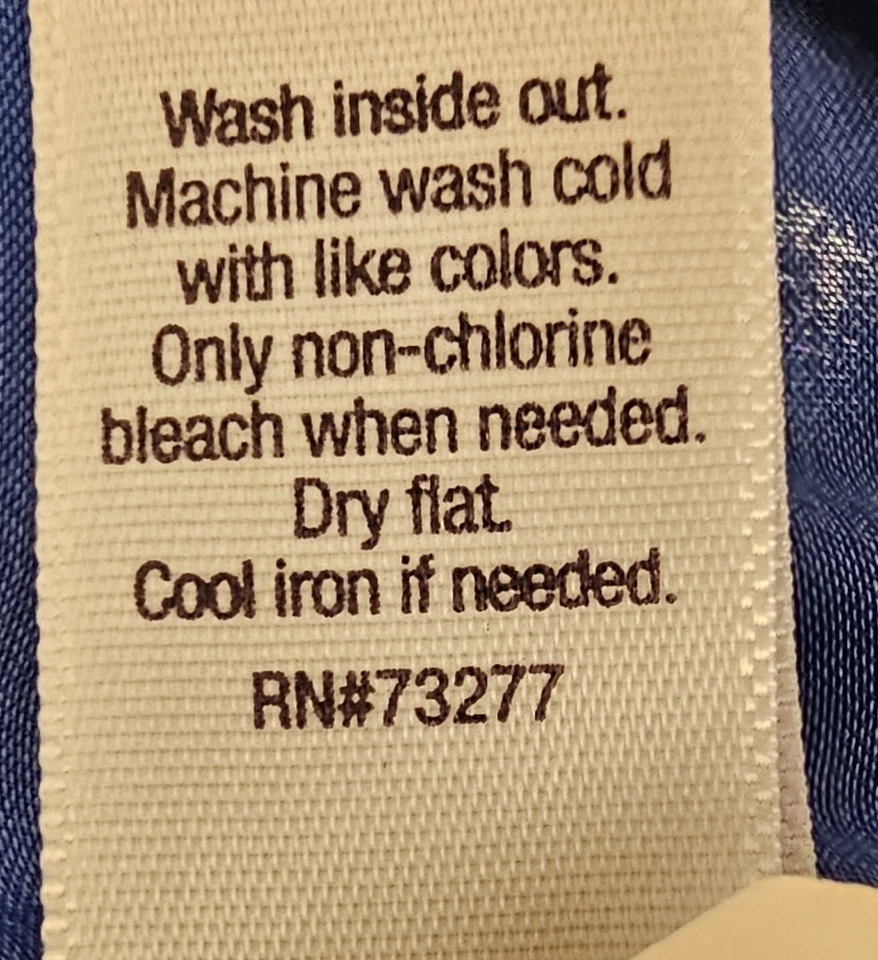 Wash inside out.
Machine wash cold
with like colors.
Only non-chlorine
bleach when needed.
Dry flat.
Cool iron if needed.
RN#73277